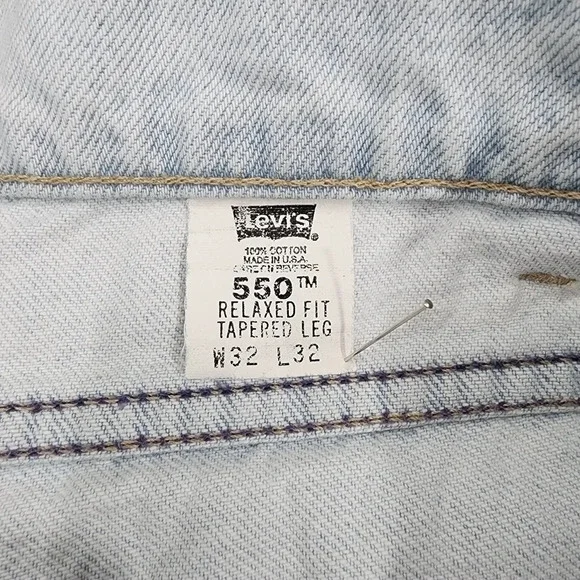 Levi's ®
100% COTTON
MADE IN U.S.A.
CARE ON REVERSE
550™
RELAXED FIT
TAPERED LEG
W32 L32